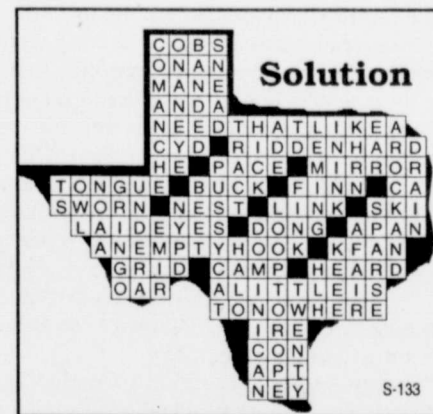 COBS
ONAN
Solution
MANE
ANDA
NEEDTHATLIKEA
CYD RIDDENHARD
HE PACE MIRROR
TONGUE BUCK FINN CA
SWORN NEST LINK SKI
LAIDEYES DONG APAN
ANEMPTYHOOK KFAN
GRID CAMP HEARD
OAR ALITTLEIS
TONOWHERE
IRE
CON
APT
NEY
S-133